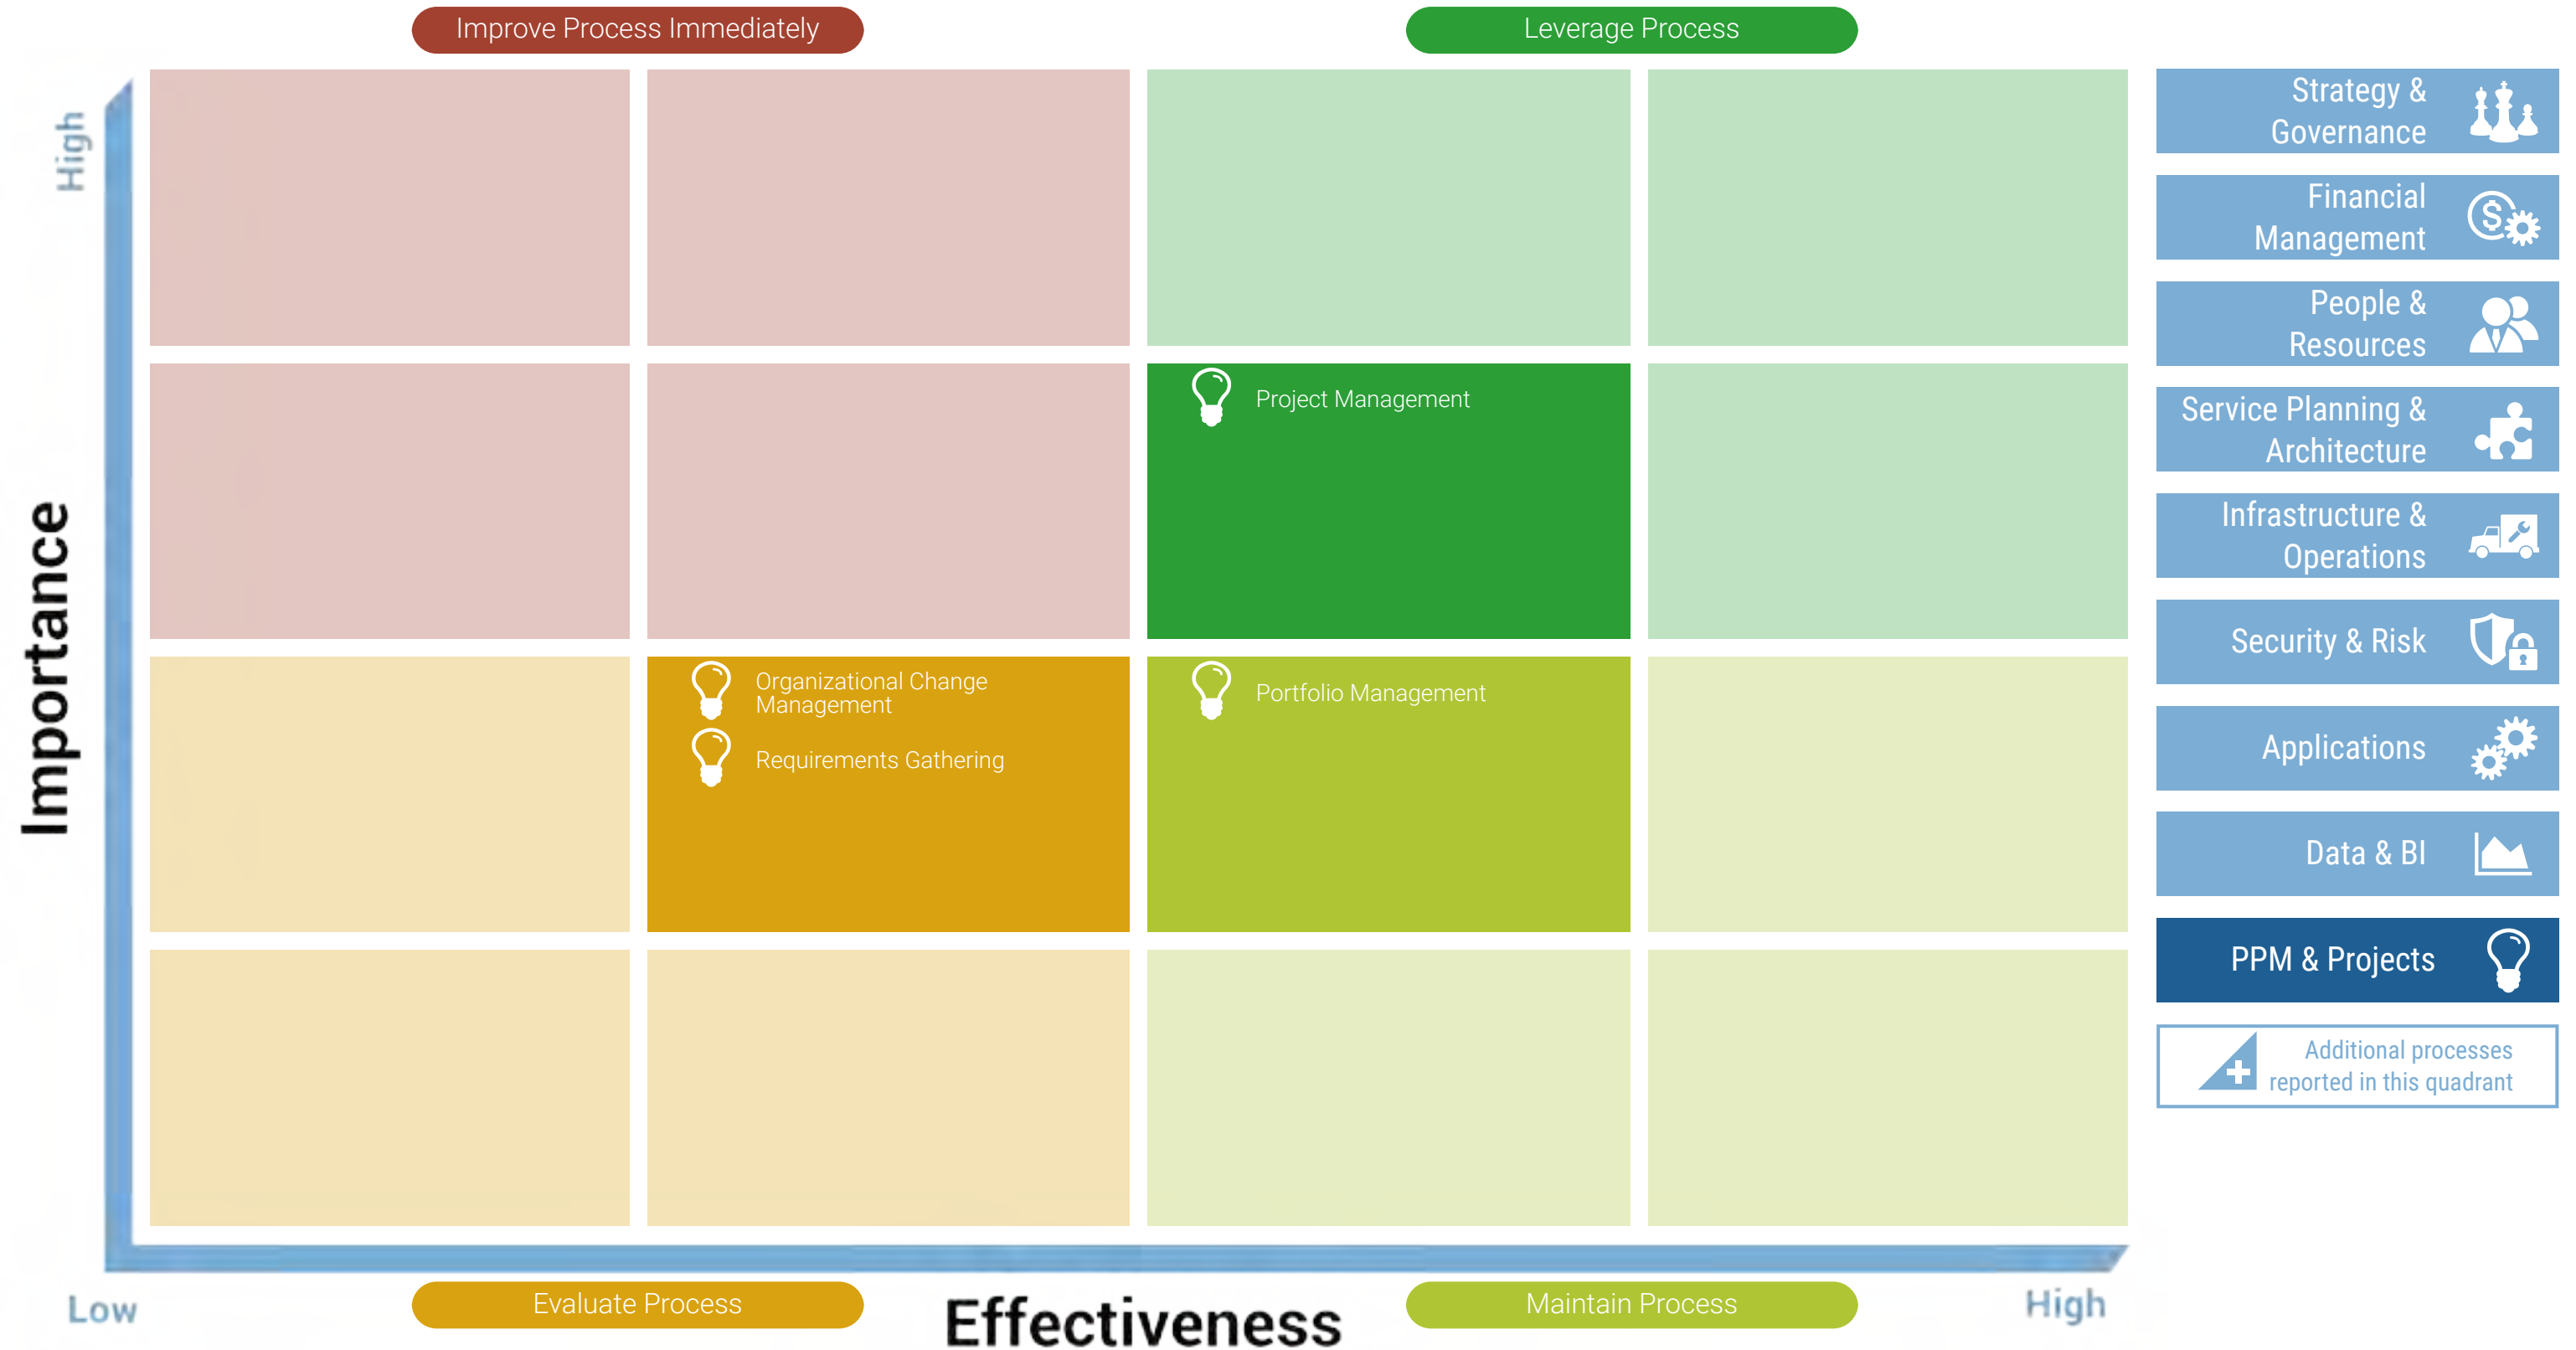 Improve Process Immediately
Leverage Process
High
Importance
Project Management
Organizational Change
Management
Requirements Gathering
Portfolio Management
Low
Evaluate Process
Effectiveness
Maintain Process
High
Strategy &
Governance
Financial
Management
People &
Resources
Service Planning &
Architecture
Infrastructure &
Operations
Security & Risk
Applications
Data & BI
PPM & Projects
Additional processes
reported in this quadrant